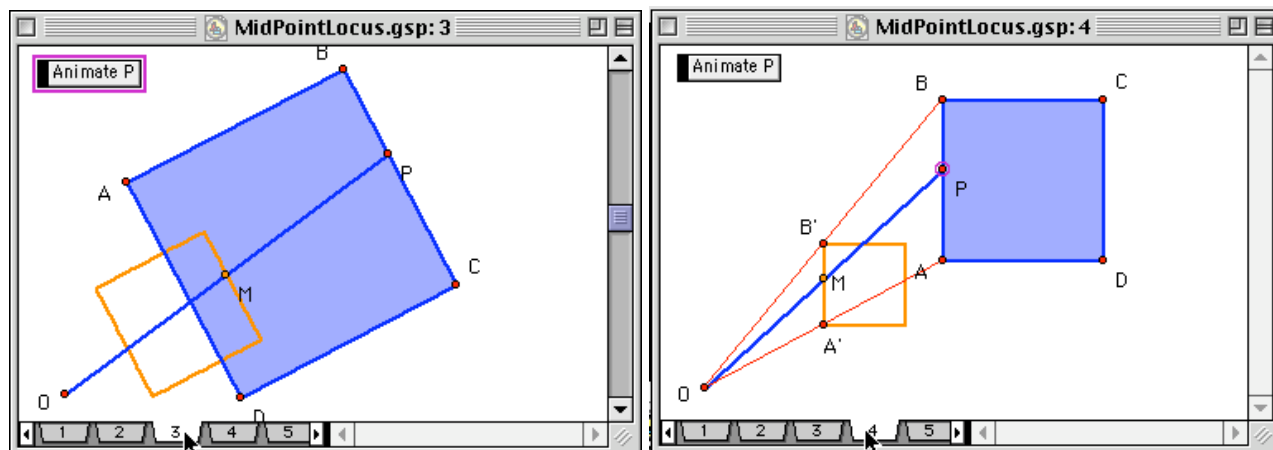 MidPointLocus.gsp: 3
Animate P
B
A
P
C
M
O
D
1 2 3 4 5
MidPointLocus.gsp: 4
Animate P
B
C
P
B'
M
A
D
A'
O
1 2 3 4 5